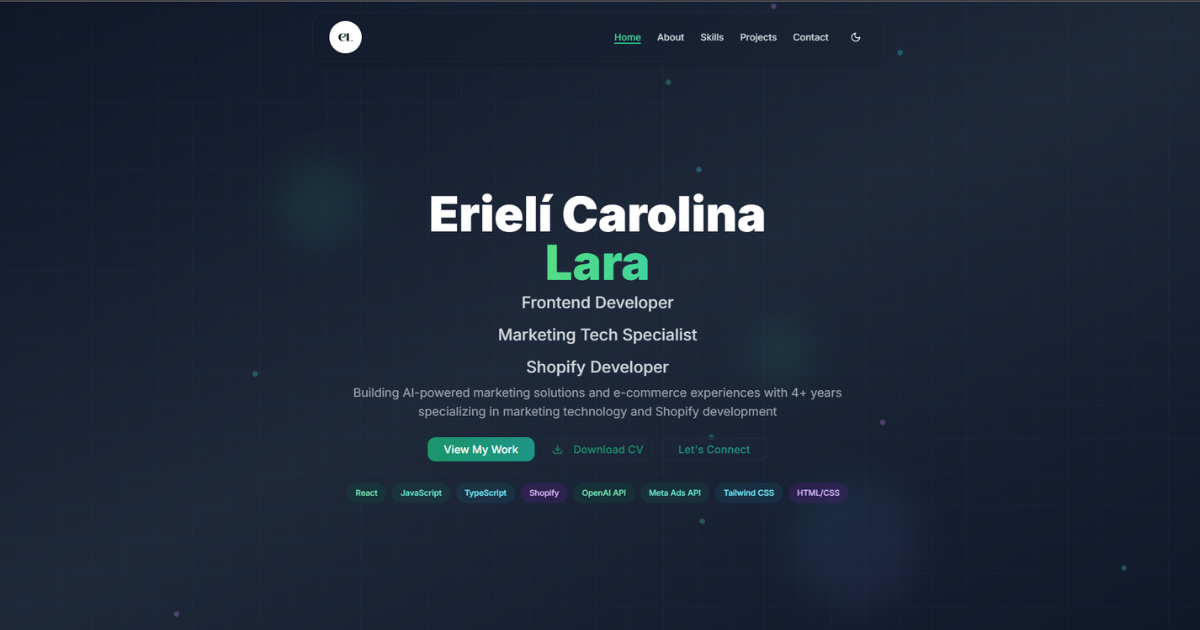 eL
Home About Skills Projects Contact
Erielí Carolina
Lara
Frontend Developer
Marketing Tech Specialist
Shopify Developer
Building AI-powered marketing solutions and e-commerce experiences with 4+ years
specializing in marketing technology and Shopify development
View My Work Download CV Let's Connect
React JavaScript TypeScript Shopify OpenAI API Meta Ads API Tailwind CSS HTML/CSS